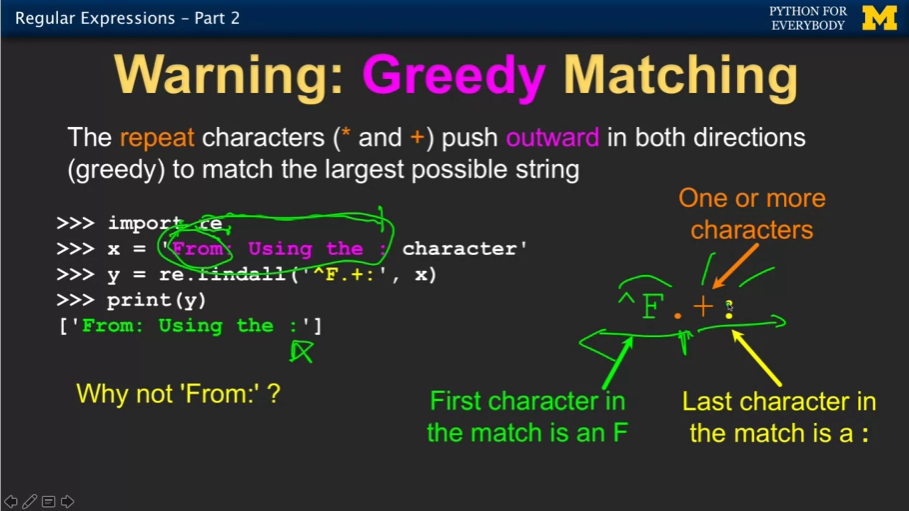 Regular Expressions - Part 2
PYTHON FOR
EVERYBODY
M
Warning: Greedy Matching
The repeat characters (* and +) push outward in both directions
(greedy) to match the largest possible string
>>> import re
>>> x = 'From: Using the : character'
>>> y = re.findall('^F.+:', x)
>>> print(y)
['From: Using the :']
Why not 'From:' ?
One or more
characters
^F.+:
First character in
the match is an F
Last character in
the match is a :